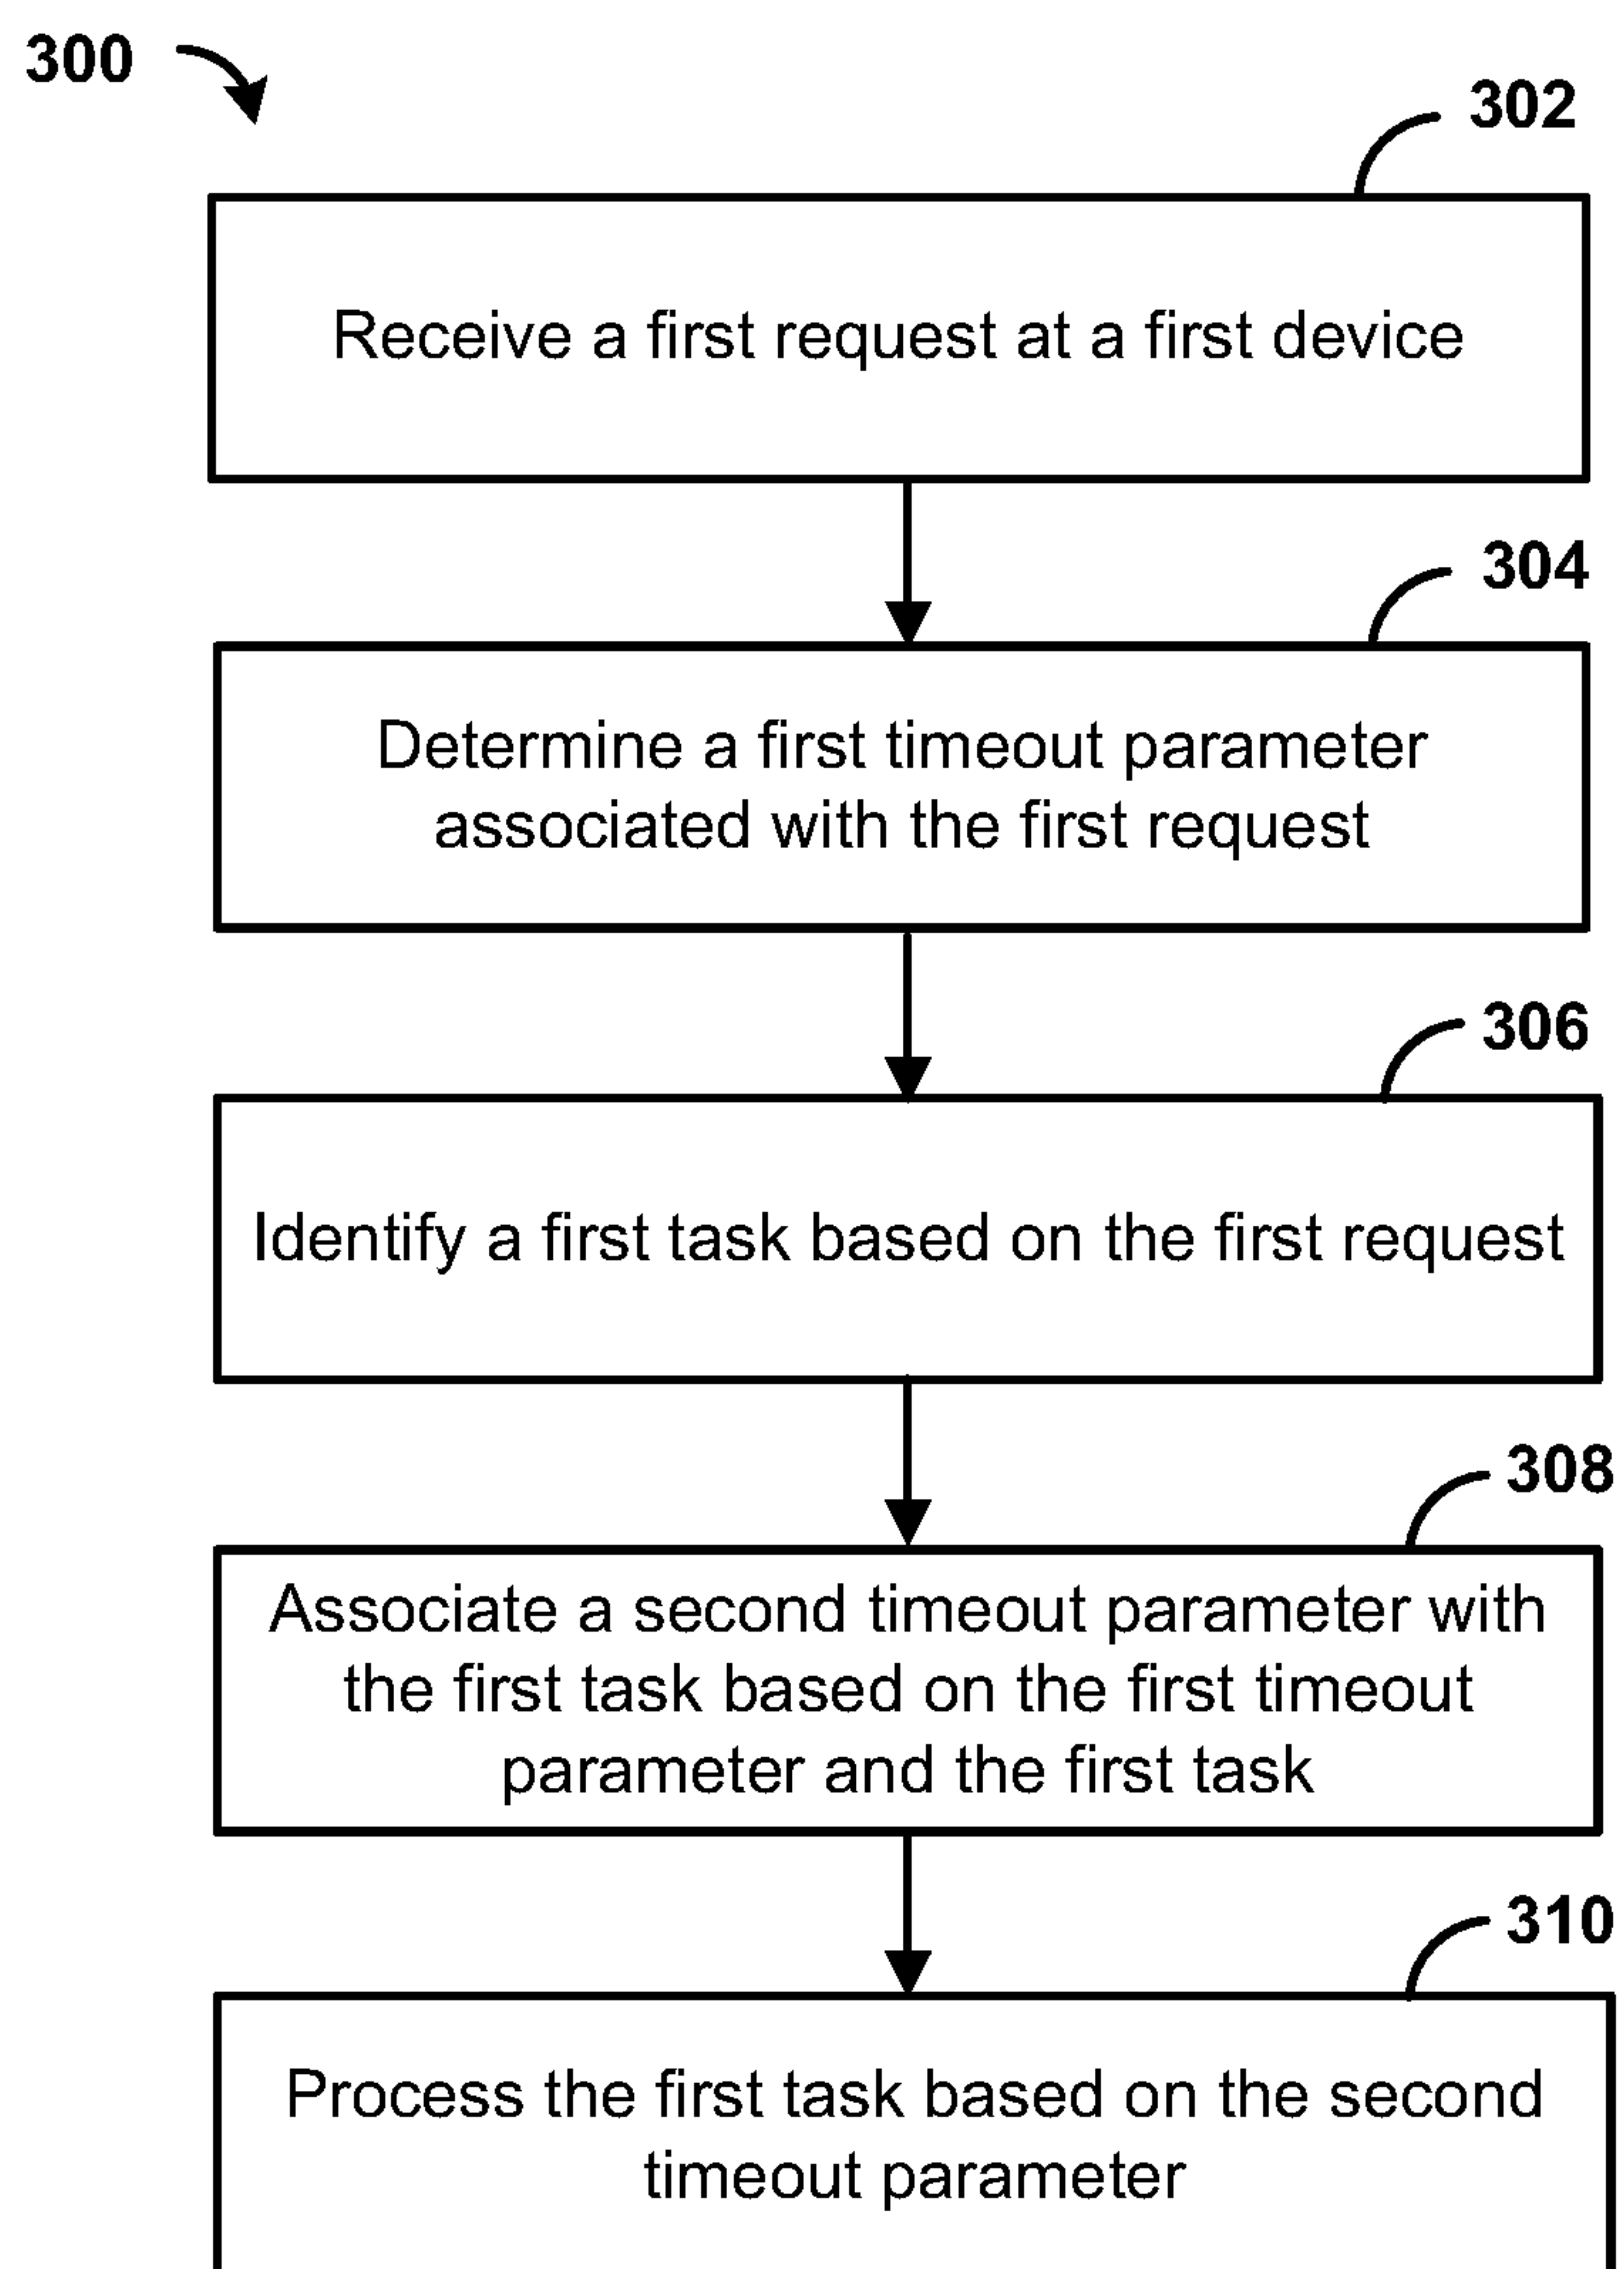 300
302
Receive a first request at a first device
304
Determine a first timeout parameter
associated with the first request
306
Identify a first task based on the first request
308
Associate a second timeout parameter with
the first task based on the first timeout
parameter and the first task
310
Process the first task based on the second
timeout parameter